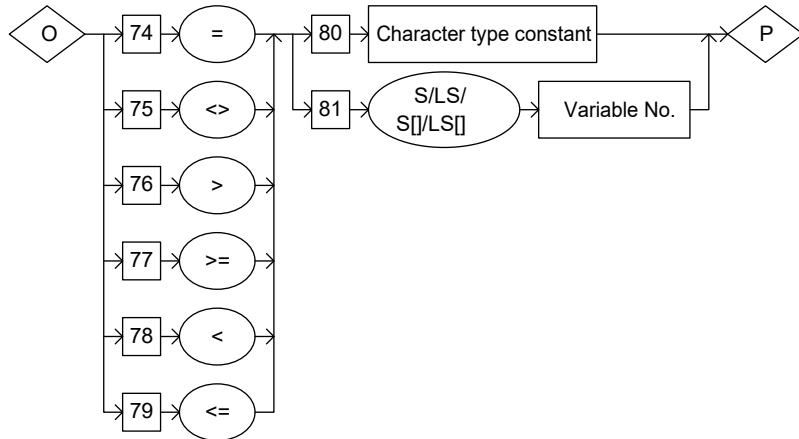 O 74 = 80 Character type constant P
75 <> 81 S/LS/
S[]/LS[] Variable No.
76 >
77 >=
78 <
79 <=